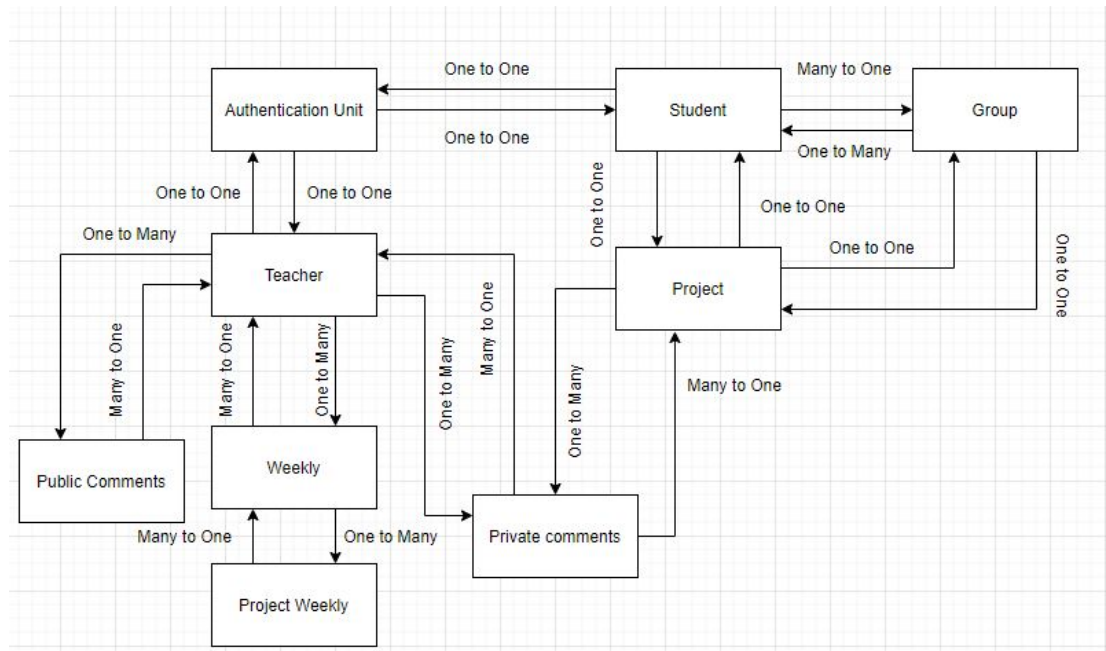 One to One
Many to One
Authentication Unit
Student
Group
One to One
One to Many
One to One
One to One
One to One
One to One
One to Many
One to One
One to One
Teacher
Project
Many to One
Many to One
One to Many
One to Many
Many to One
One to Many
Many to One
Public Comments
Weekly
Many to One
One to Many
Private comments
Project Weekly